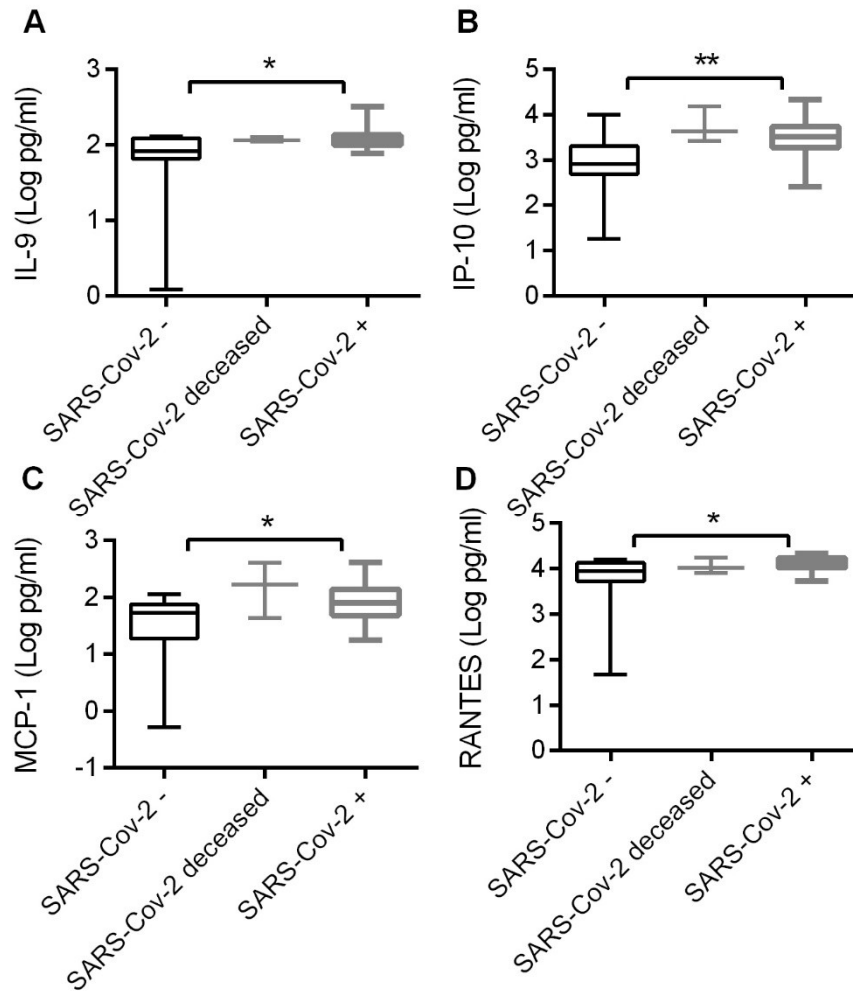 A
IL-9 (Log pg/ml)
3
2
1
0
*
SARS-Cov-2 -
SARS-Cov-2 deceased
SARS-Cov-2 +
B
IP-10 (Log pg/ml)
5
4
3
2
1
0
**
SARS-Cov-2 -
SARS-Cov-2 deceased
SARS-Cov-2 +
C
MCP-1 (Log pg/ml)
3
2
1
0
-1
*
SARS-Cov-2 -
SARS-Cov-2 deceased
SARS-Cov-2 +
D
RANTES (Log pg/ml)
5
4
3
2
1
0
*
SARS-Cov-2 -
SARS-Cov-2 deceased
SARS-Cov-2 +